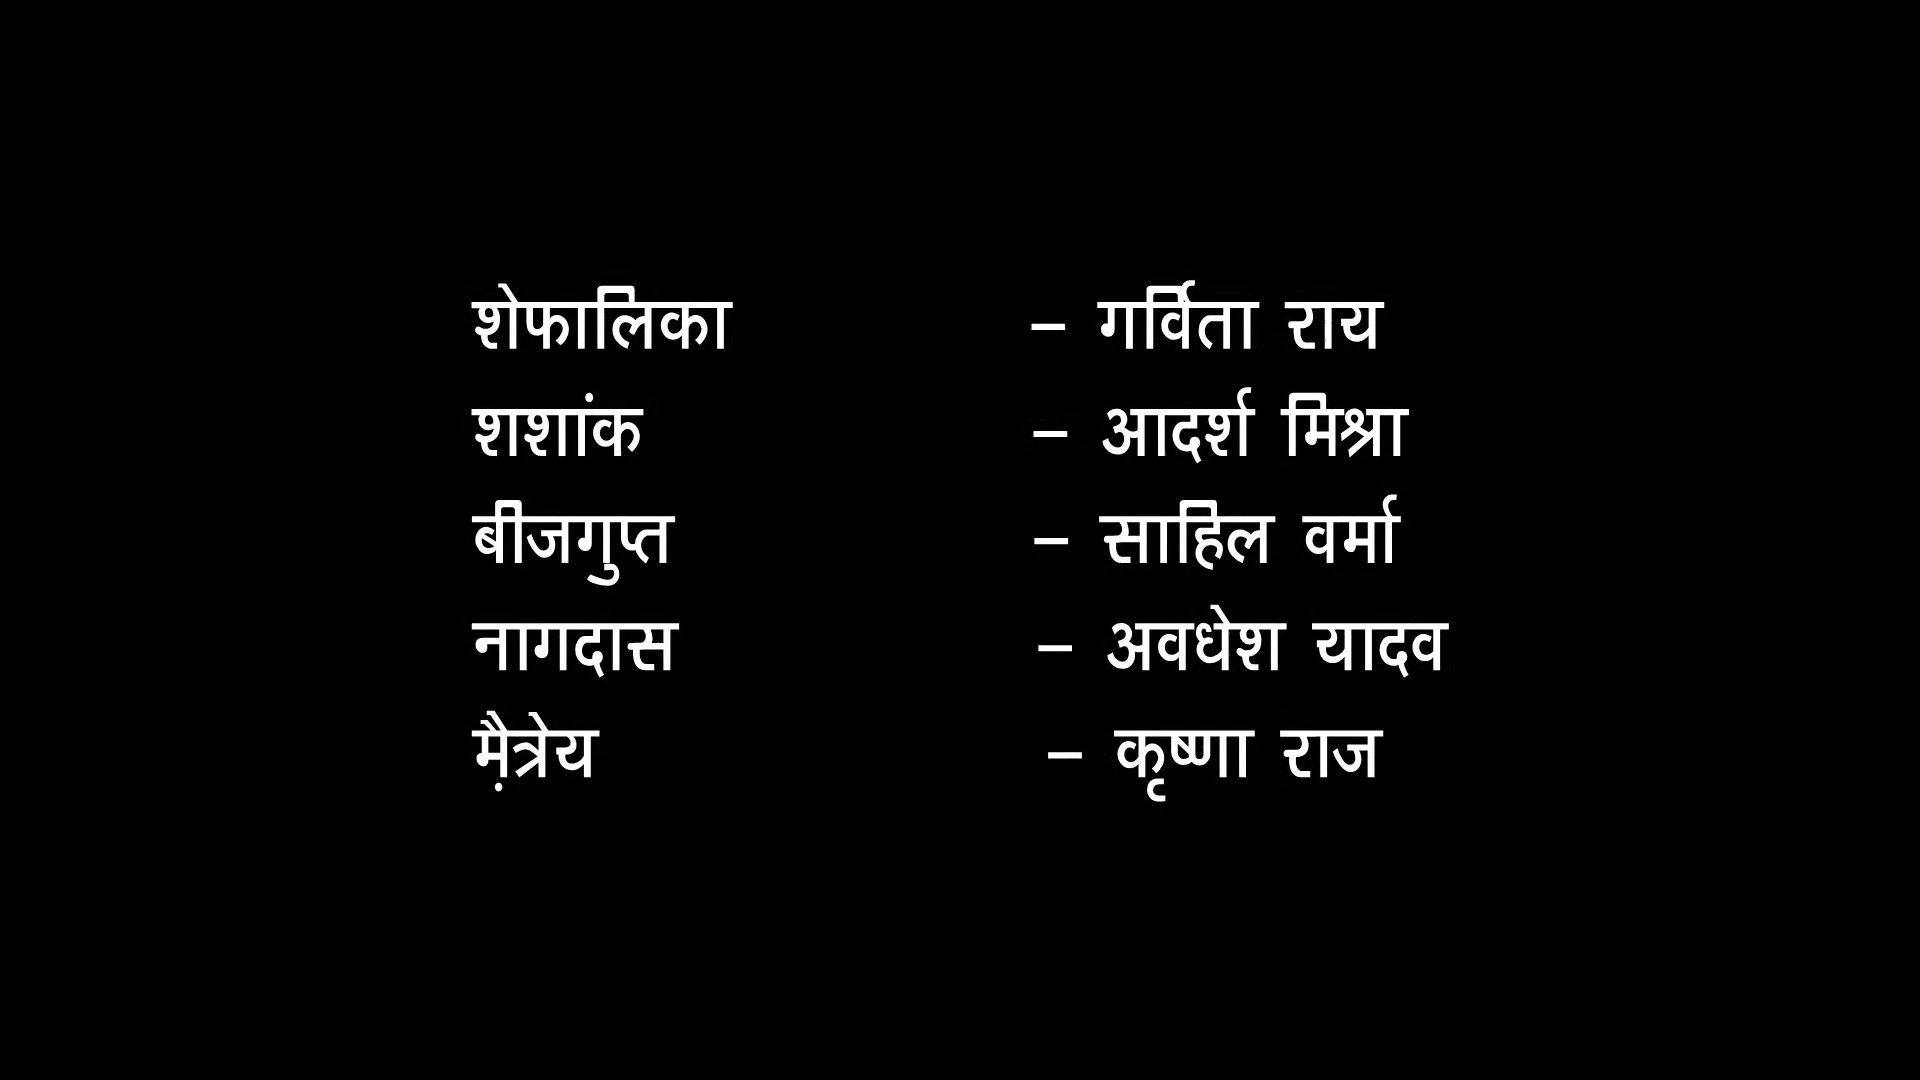 शेफालिका – गर्विता राय
शशांक – आदर्श मिश्रा
बीजगुप्त – साहिल वर्मा
नागदास – अवधेश यादव
मै़त्रेय – कृष्णा राज